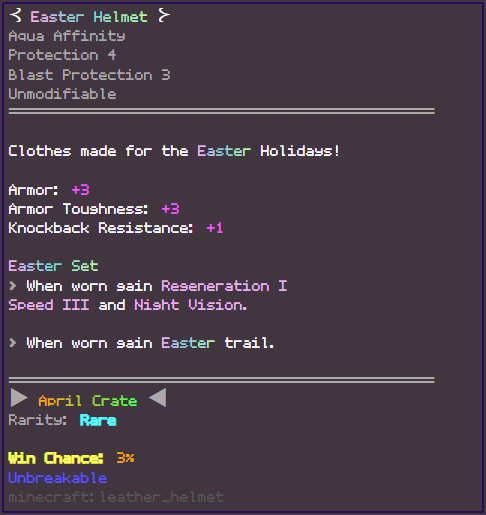 ≺ Easter Helmet ≻
Aqua Affinity
Protection 4
Blast Protection 3
Unmodifiable
Clothes made for the Easter Holidays!
Armor: +3
Armor Toughness: +3
Knockback Resistance: +1
Easter Set
> When worn gain Regeneration I
Speed III and Night Vision.
> When worn gain Easter trail.
▶ April Crate ◀
Rarity: Rare
Win Chance: 3%
Unbreakable
minecraft:leather_helmet